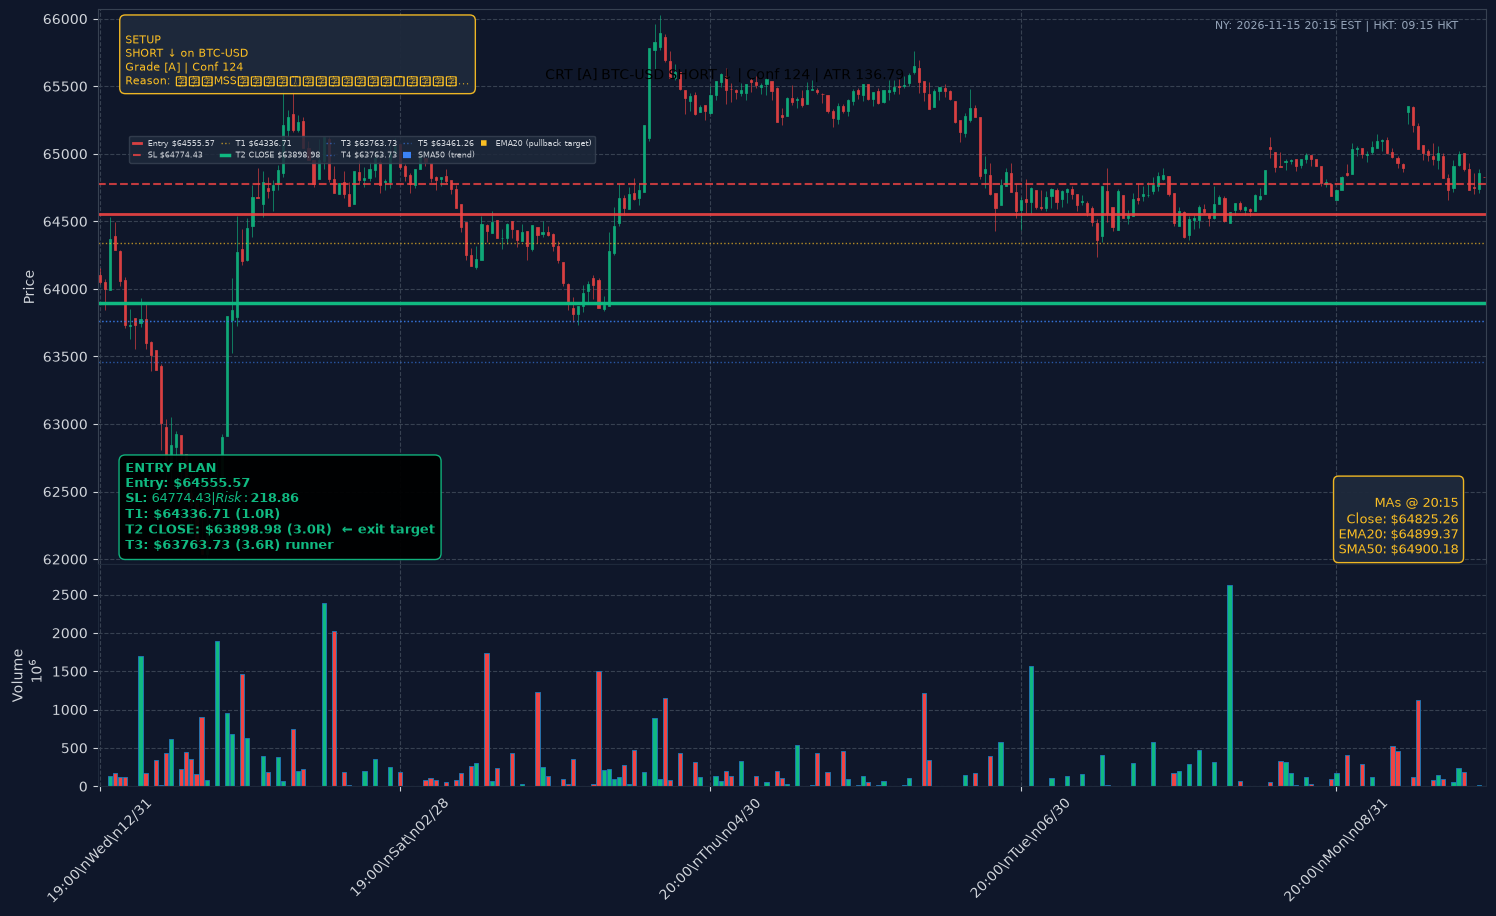 NY: 2026-11-15 20:15 EST | HKT: 09:15 HKT
SETUP
SHORT ↓ on BTC-USD
Grade [A] | Conf 124
Reason: MSS ...
CRT [A] BTC-USD SHORT ↓ | Conf 124 | ATR 136.79
Entry $64555.57
SL $64774.43
T1 $64336.71
T2 CLOSE $63898.98
T3 $63763.73
T4 $63763.73
T5 $63461.26
SMA50 (trend)
EMA20 (pullback target)
Price
66000
65500
65000
64500
64000
63500
63000
62500
62000
ENTRY PLAN
Entry: $64555.57
SL: 64774.43|Risk:218.86
T1: $64336.71 (1.0R)
T2 CLOSE: $63898.98 (3.0R) ← exit target
T3: $63763.73 (3.6R) runner
MAs @ 20:15
Close: $64825.26
EMA20: $64899.37
SMA50: $64900.18
Volume
10⁶
2500
2000
1500
1000
500
0
19:00\nWed\n12/31
19:00\nSat\n02/28
20:00\nThu\n04/30
20:00\nTue\n06/30
20:00\nMon\n08/31